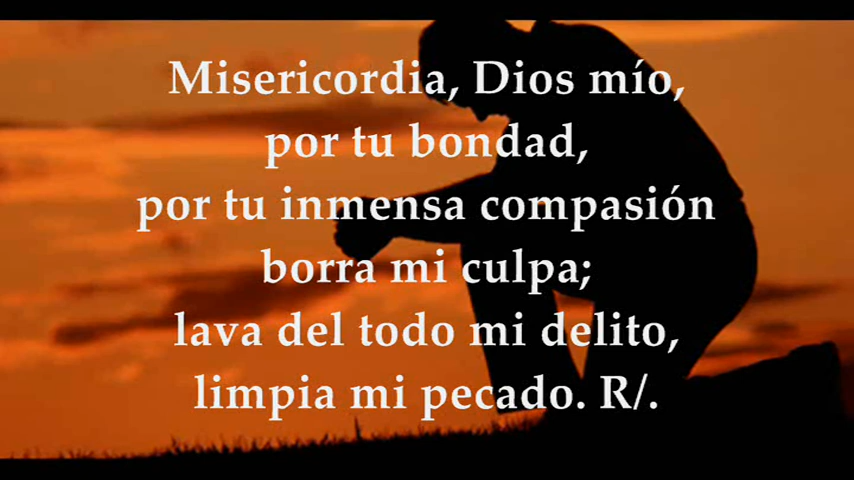 Misericordia, Dios mío,
por tu bondad,
por tu inmensa compasión
borra mi culpa;
lava del todo mi delito,
limpia mi pecado. R/.